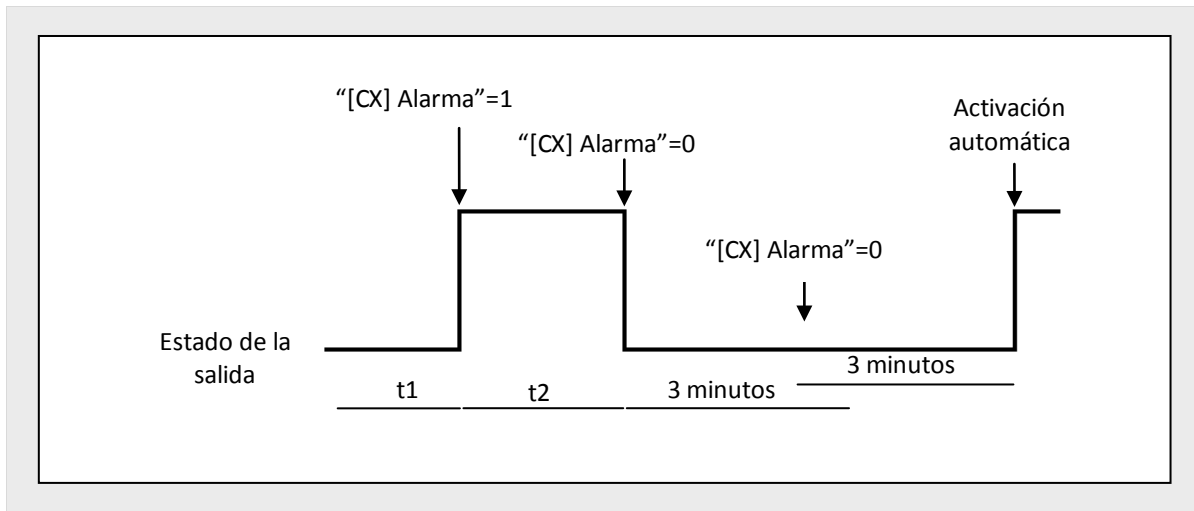 “[CX] Alarma”=1
“[CX] Alarma”=0
Activación
automática
“[CX] Alarma”=0
Estado de la
salida
3 minutos
t1
t2
3 minutos